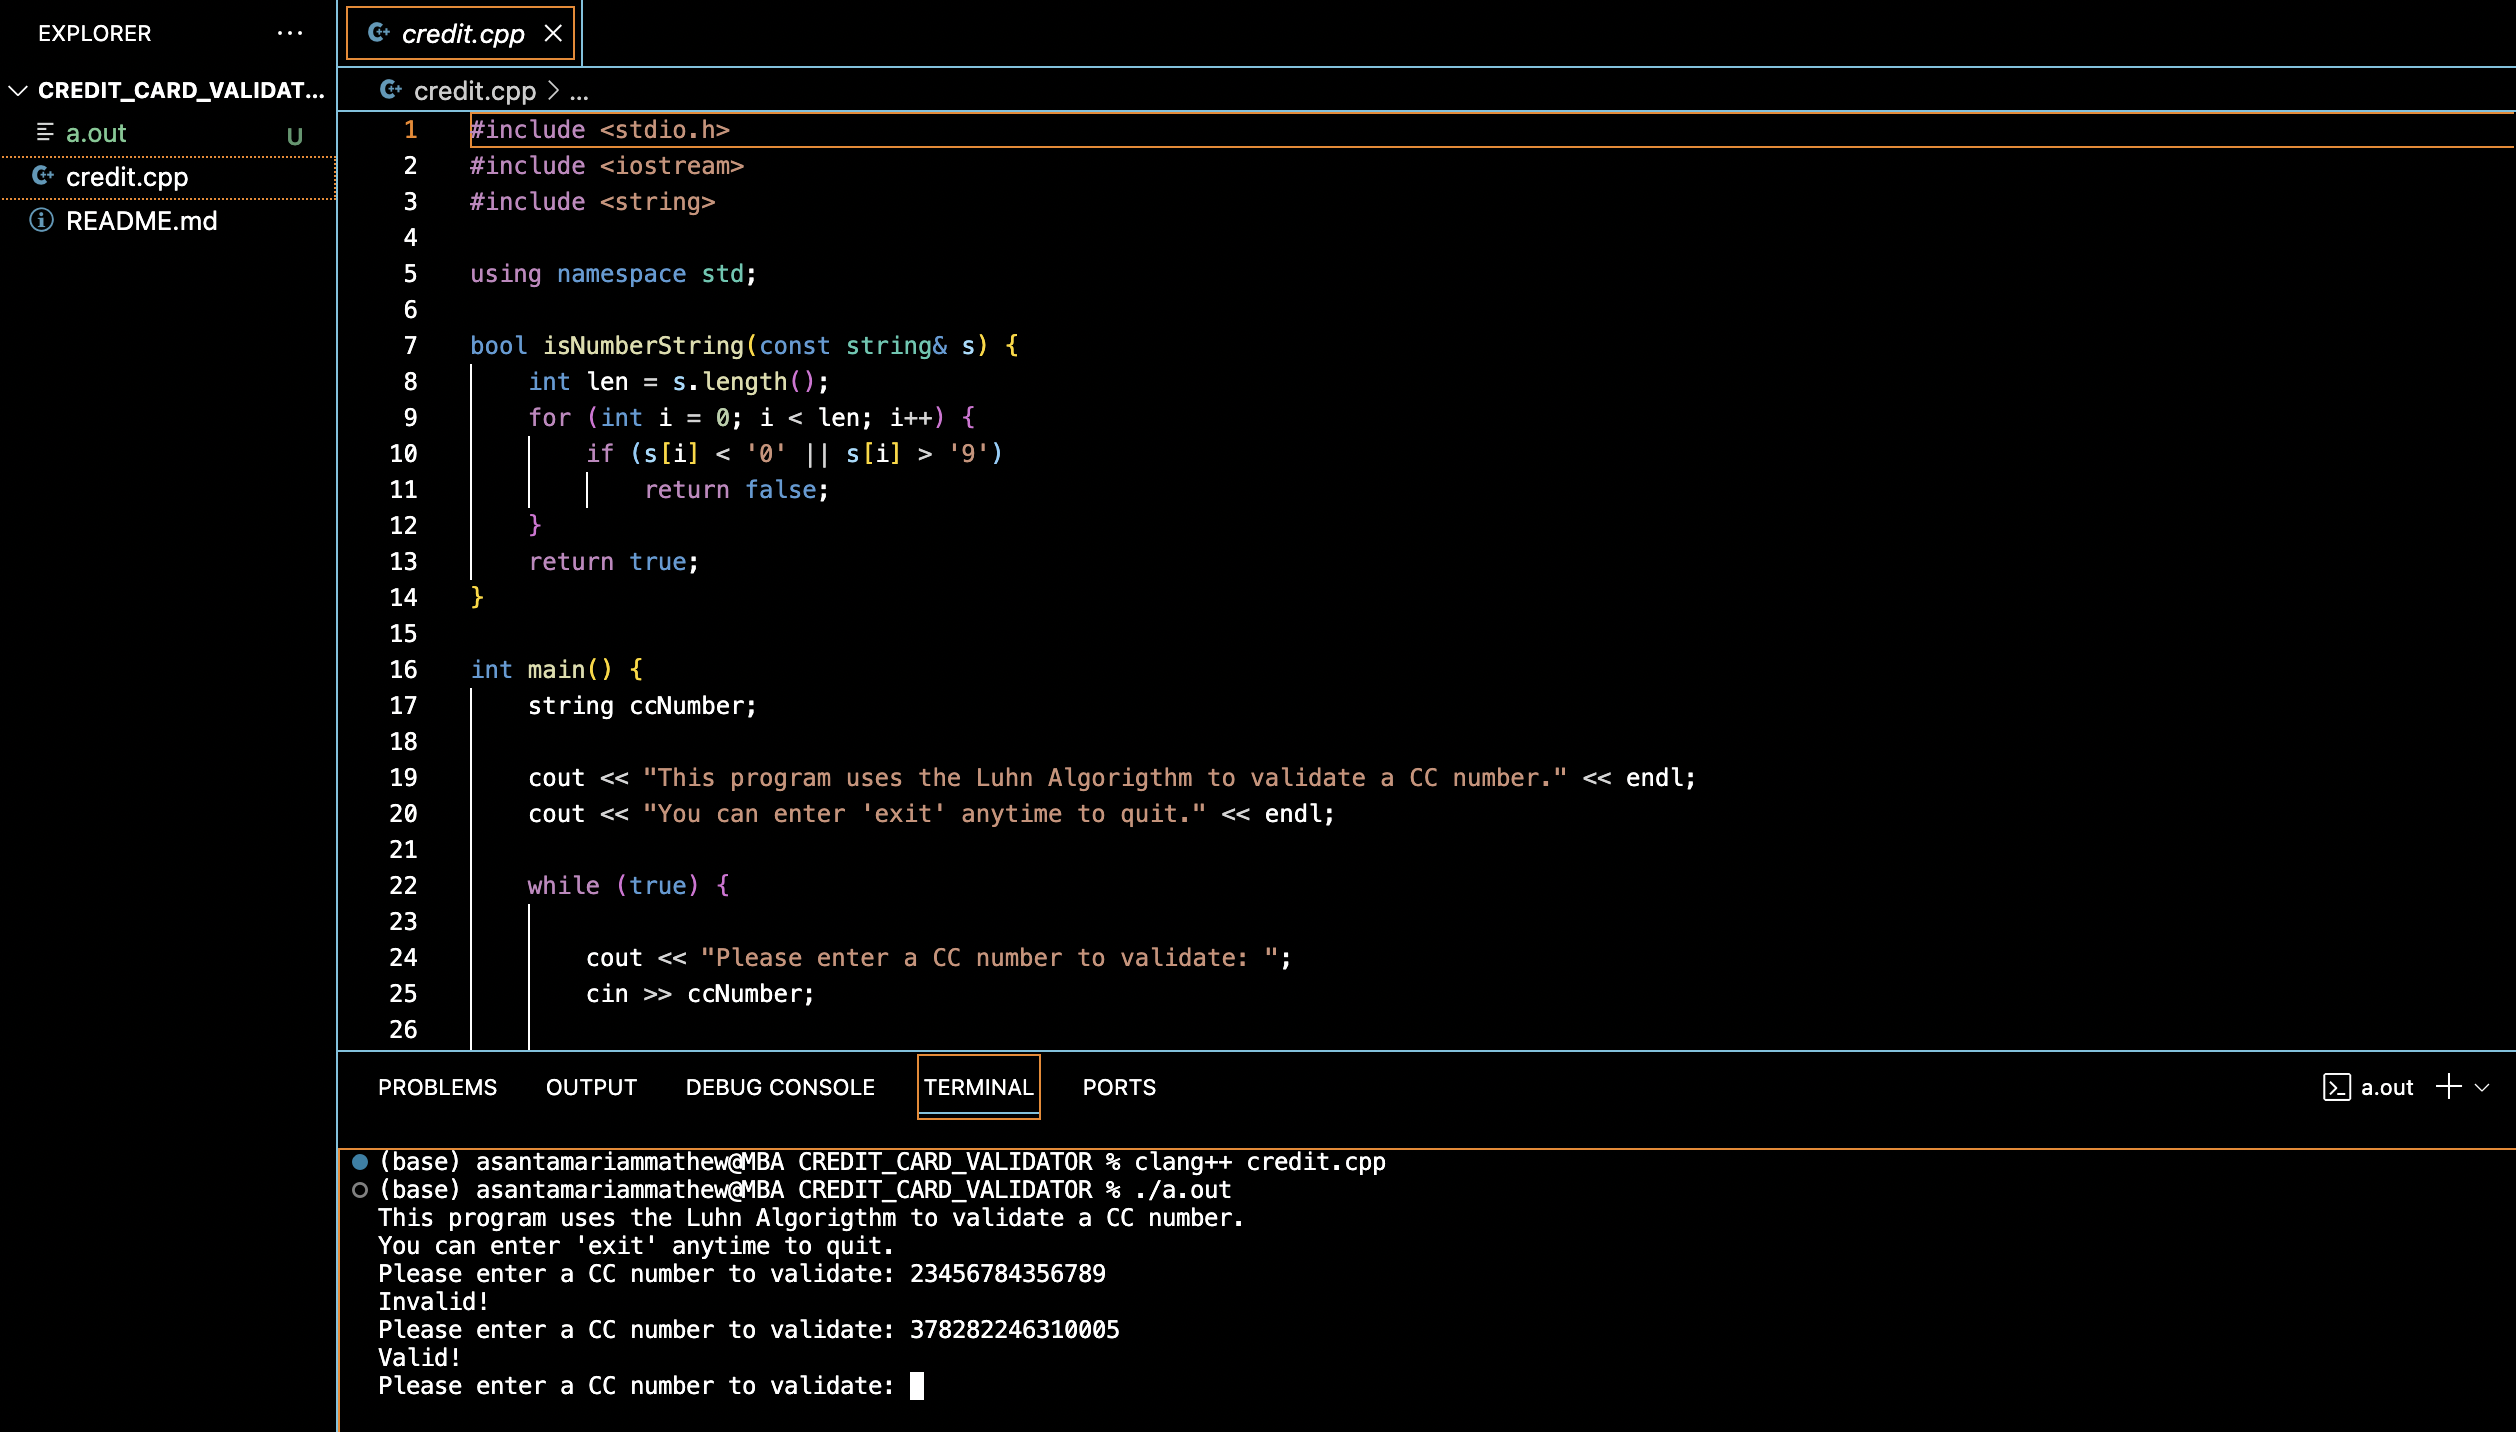 EXPLORER
CREDIT_CARD_VALIDAT...
a.out U
credit.cpp
README.md
credit.cpp
credit.cpp > ...
1 #include <stdio.h>
2 #include <iostream>
3 #include <string>
4
5 using namespace std;
6
7 bool isNumberString(const string& s) {
8     int len = s.length();
9     for (int i = 0; i < len; i++) {
10         if (s[i] < '0' || s[i] > '9')
11             return false;
12     }
13     return true;
14 }
15
16 int main() {
17     string ccNumber;
18
19     cout << "This program uses the Luhn Algorigthm to validate a CC number." << endl;
20     cout << "You can enter 'exit' anytime to quit." << endl;
21
22     while (true) {
23
24         cout << "Please enter a CC number to validate: ";
25         cin >> ccNumber;
26
PROBLEMS OUTPUT DEBUG CONSOLE TERMINAL PORTS a.out
(base) asantamariammathew@MBA CREDIT_CARD_VALIDATOR % clang++ credit.cpp
(base) asantamariammathew@MBA CREDIT_CARD_VALIDATOR % ./a.out
This program uses the Luhn Algorigthm to validate a CC number.
You can enter 'exit' anytime to quit.
Please enter a CC number to validate: 23456784356789
Invalid!
Please enter a CC number to validate: 378282246310005
Valid!
Please enter a CC number to validate: